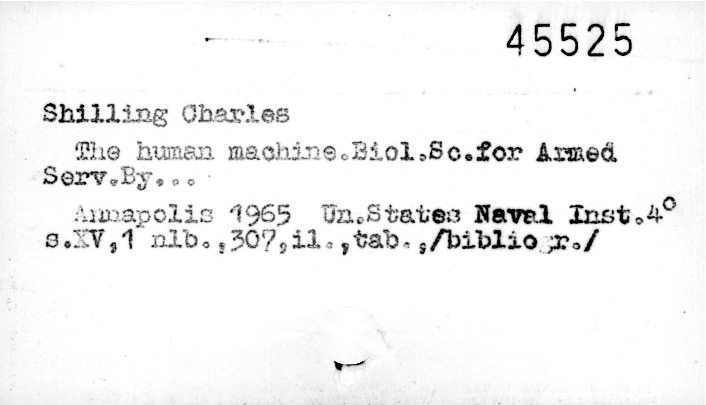 45525
Shilling Charles
The human machine.Biol.Sc.for Armed
Serv.By...
Annapolis 1965 Un.States Naval Inst.4°
s.XV,1 nlb.,307,il.,tab.,/bibliogr./